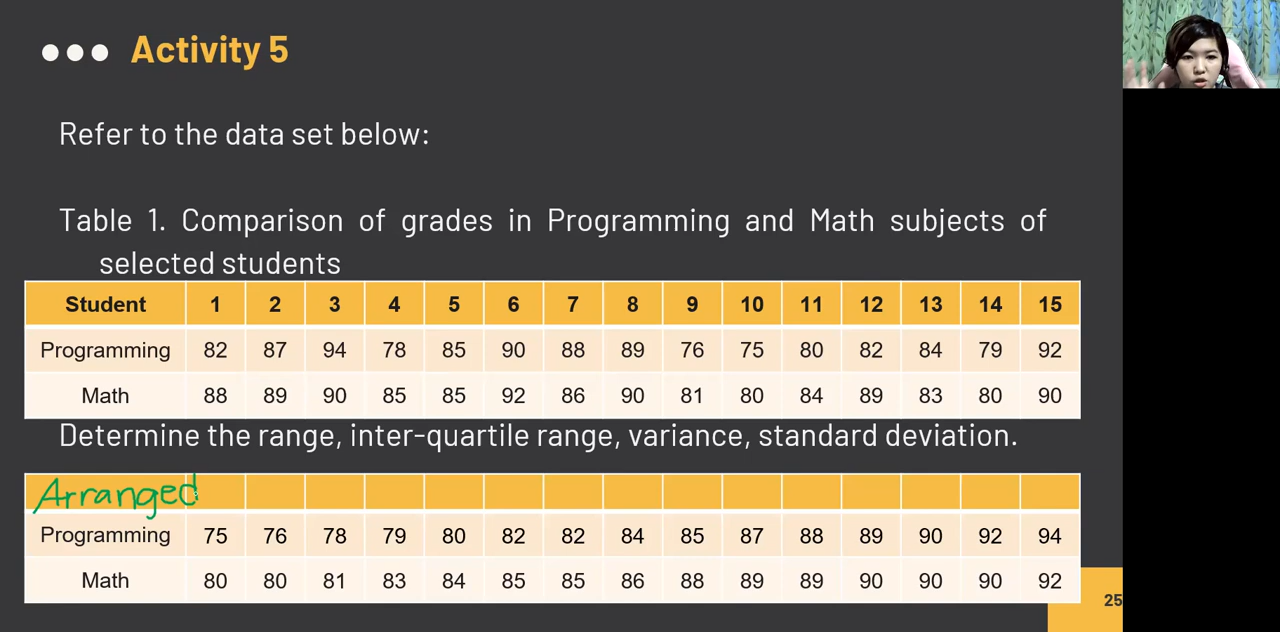 Activity 5
Refer to the data set below:
Table 1. Comparison of grades in Programming and Math subjects of
selected students
Student 1 2 3 4 5 6 7 8 9 10 11 12 13 14 15
Programming 82 87 94 78 85 90 88 89 76 75 80 82 84 79 92
Math 88 89 90 85 85 92 86 90 81 80 84 89 83 80 90
Determine the range, inter-quartile range, variance, standard deviation.
Arranged
Programming 75 76 78 79 80 82 82 84 85 87 88 89 90 92 94
Math 80 80 81 83 84 85 85 86 88 89 89 90 90 90 92
25